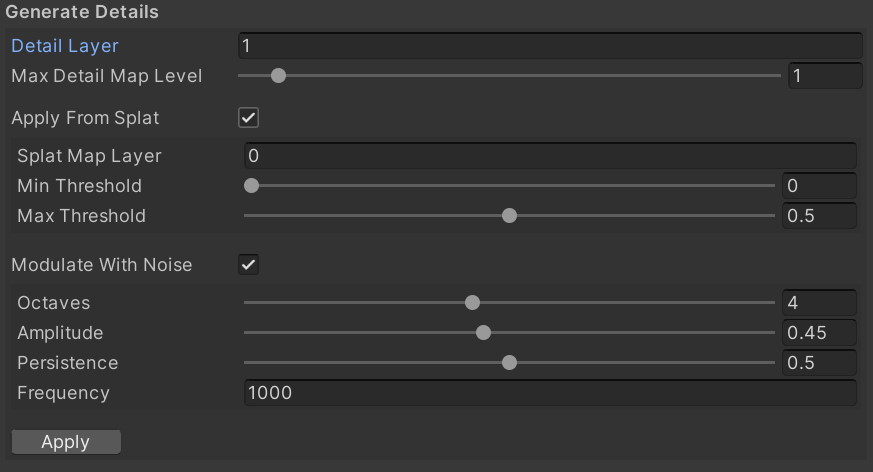 Generate Details
Detail Layer 1
Max Detail Map Level 1
Apply From Splat
Splat Map Layer 0
Min Threshold 0
Max Threshold 0.5
Modulate With Noise
Octaves 4
Amplitude 0.45
Persistence 0.5
Frequency 1000
Apply